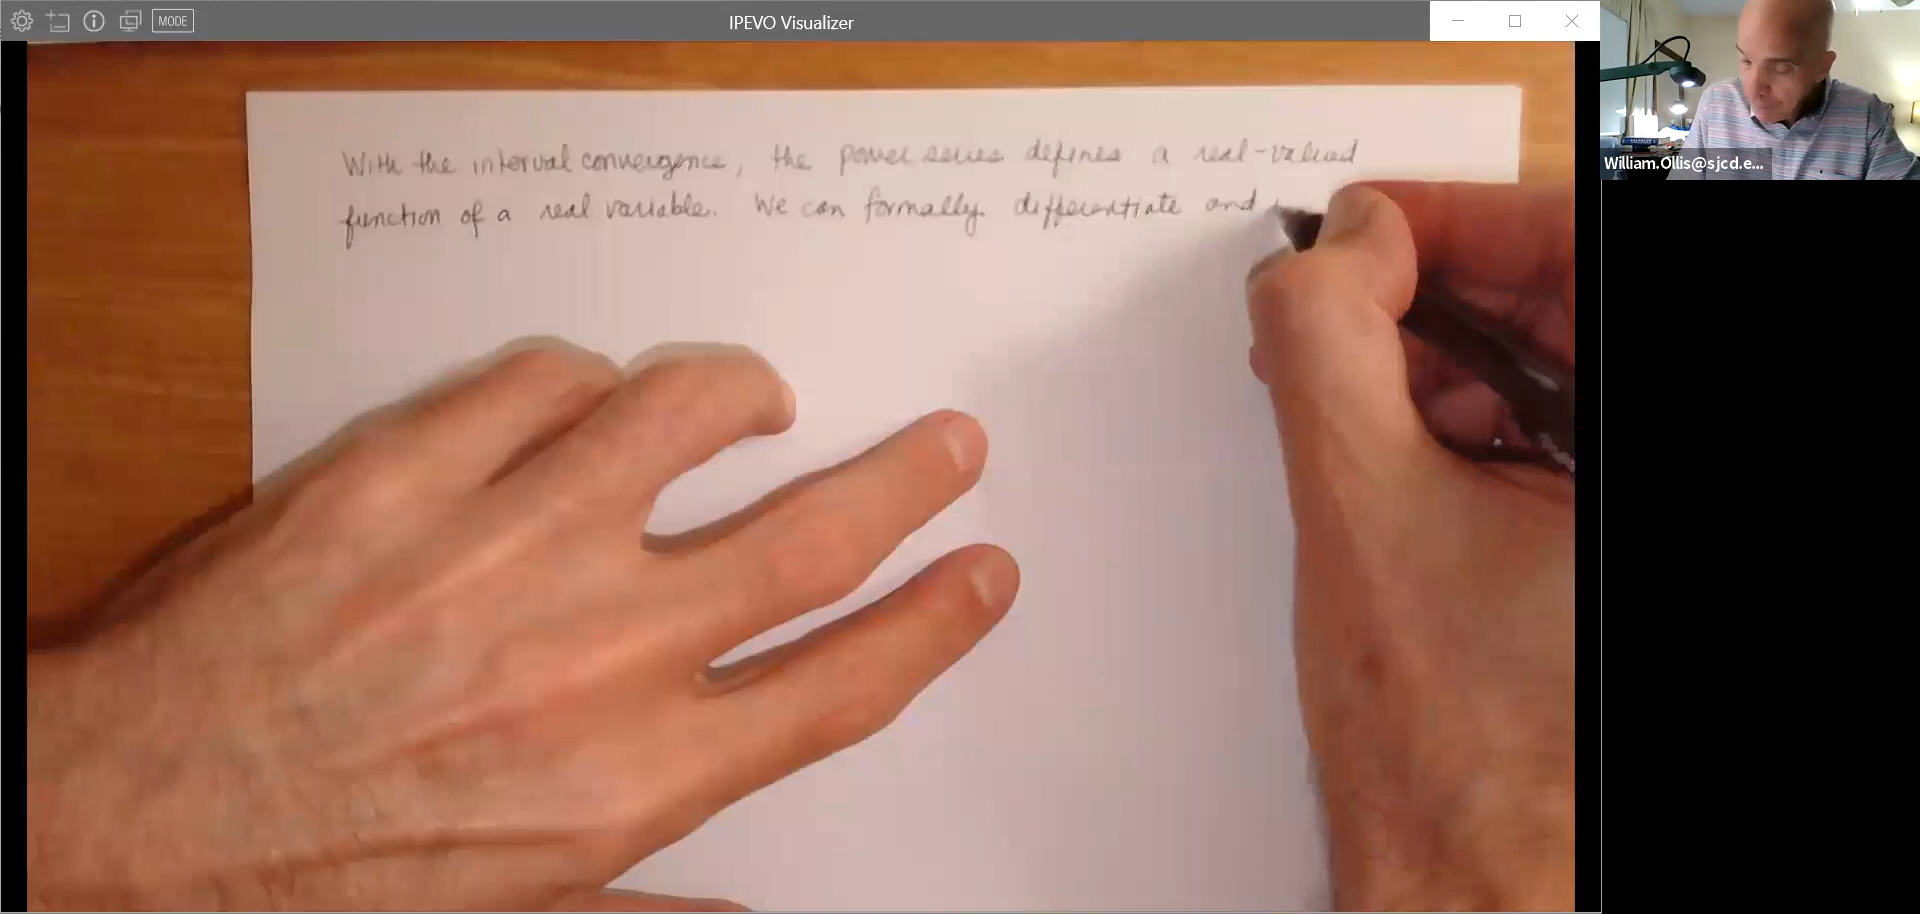 MODE
IPEVO Visualizer
William.Ollis@sjcd.e...
With the interval convergence, the power series defines a real-valued
function of a real variable. We can formally differentiate and